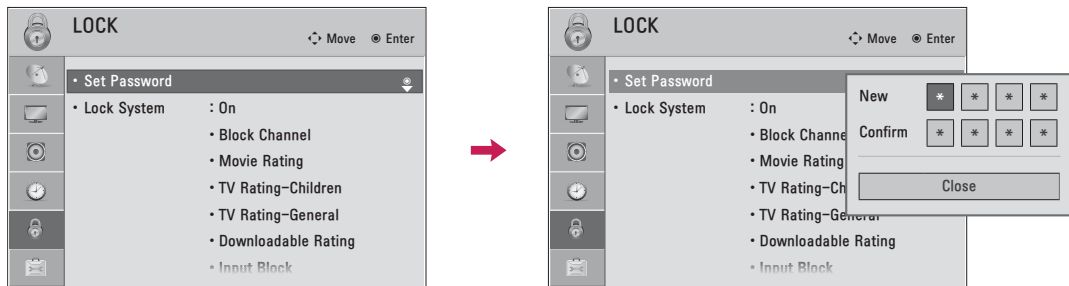 LOCK
Move Enter
• Set Password
• Lock System : On
• Block Channel
• Movie Rating
• TV Rating-Children
• TV Rating-General
• Downloadable Rating
• Input Block
LOCK
Move Enter
• Set Password
• Lock System : On
• Block Channe
• Movie Rating
• TV Rating-Ch
• TV Rating-General
• Downloadable Rating
• Input Block
New * * * *
Confirm * * * *
Close